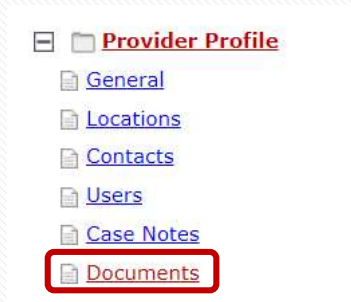 Provider Profile
General
Locations
Contacts
Users
Case Notes
Documents